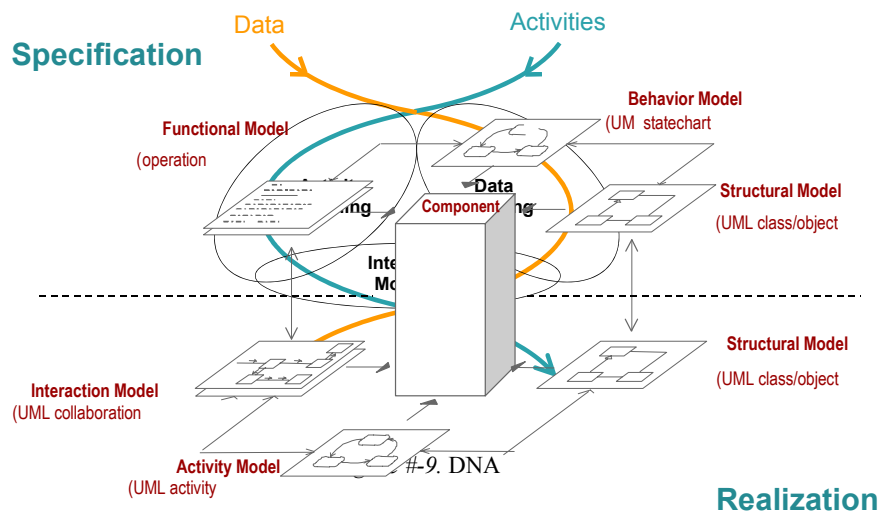 Data
Activities
Specification
Behavior Model
(UM statechart
Functional Model
(operation
Data
Component
Structural Model
(UML class/object
Structural Model
(UML class/object
Interaction Model
(UML collaboration
Activity Model
(UML activity
#-9. DNA
Realization